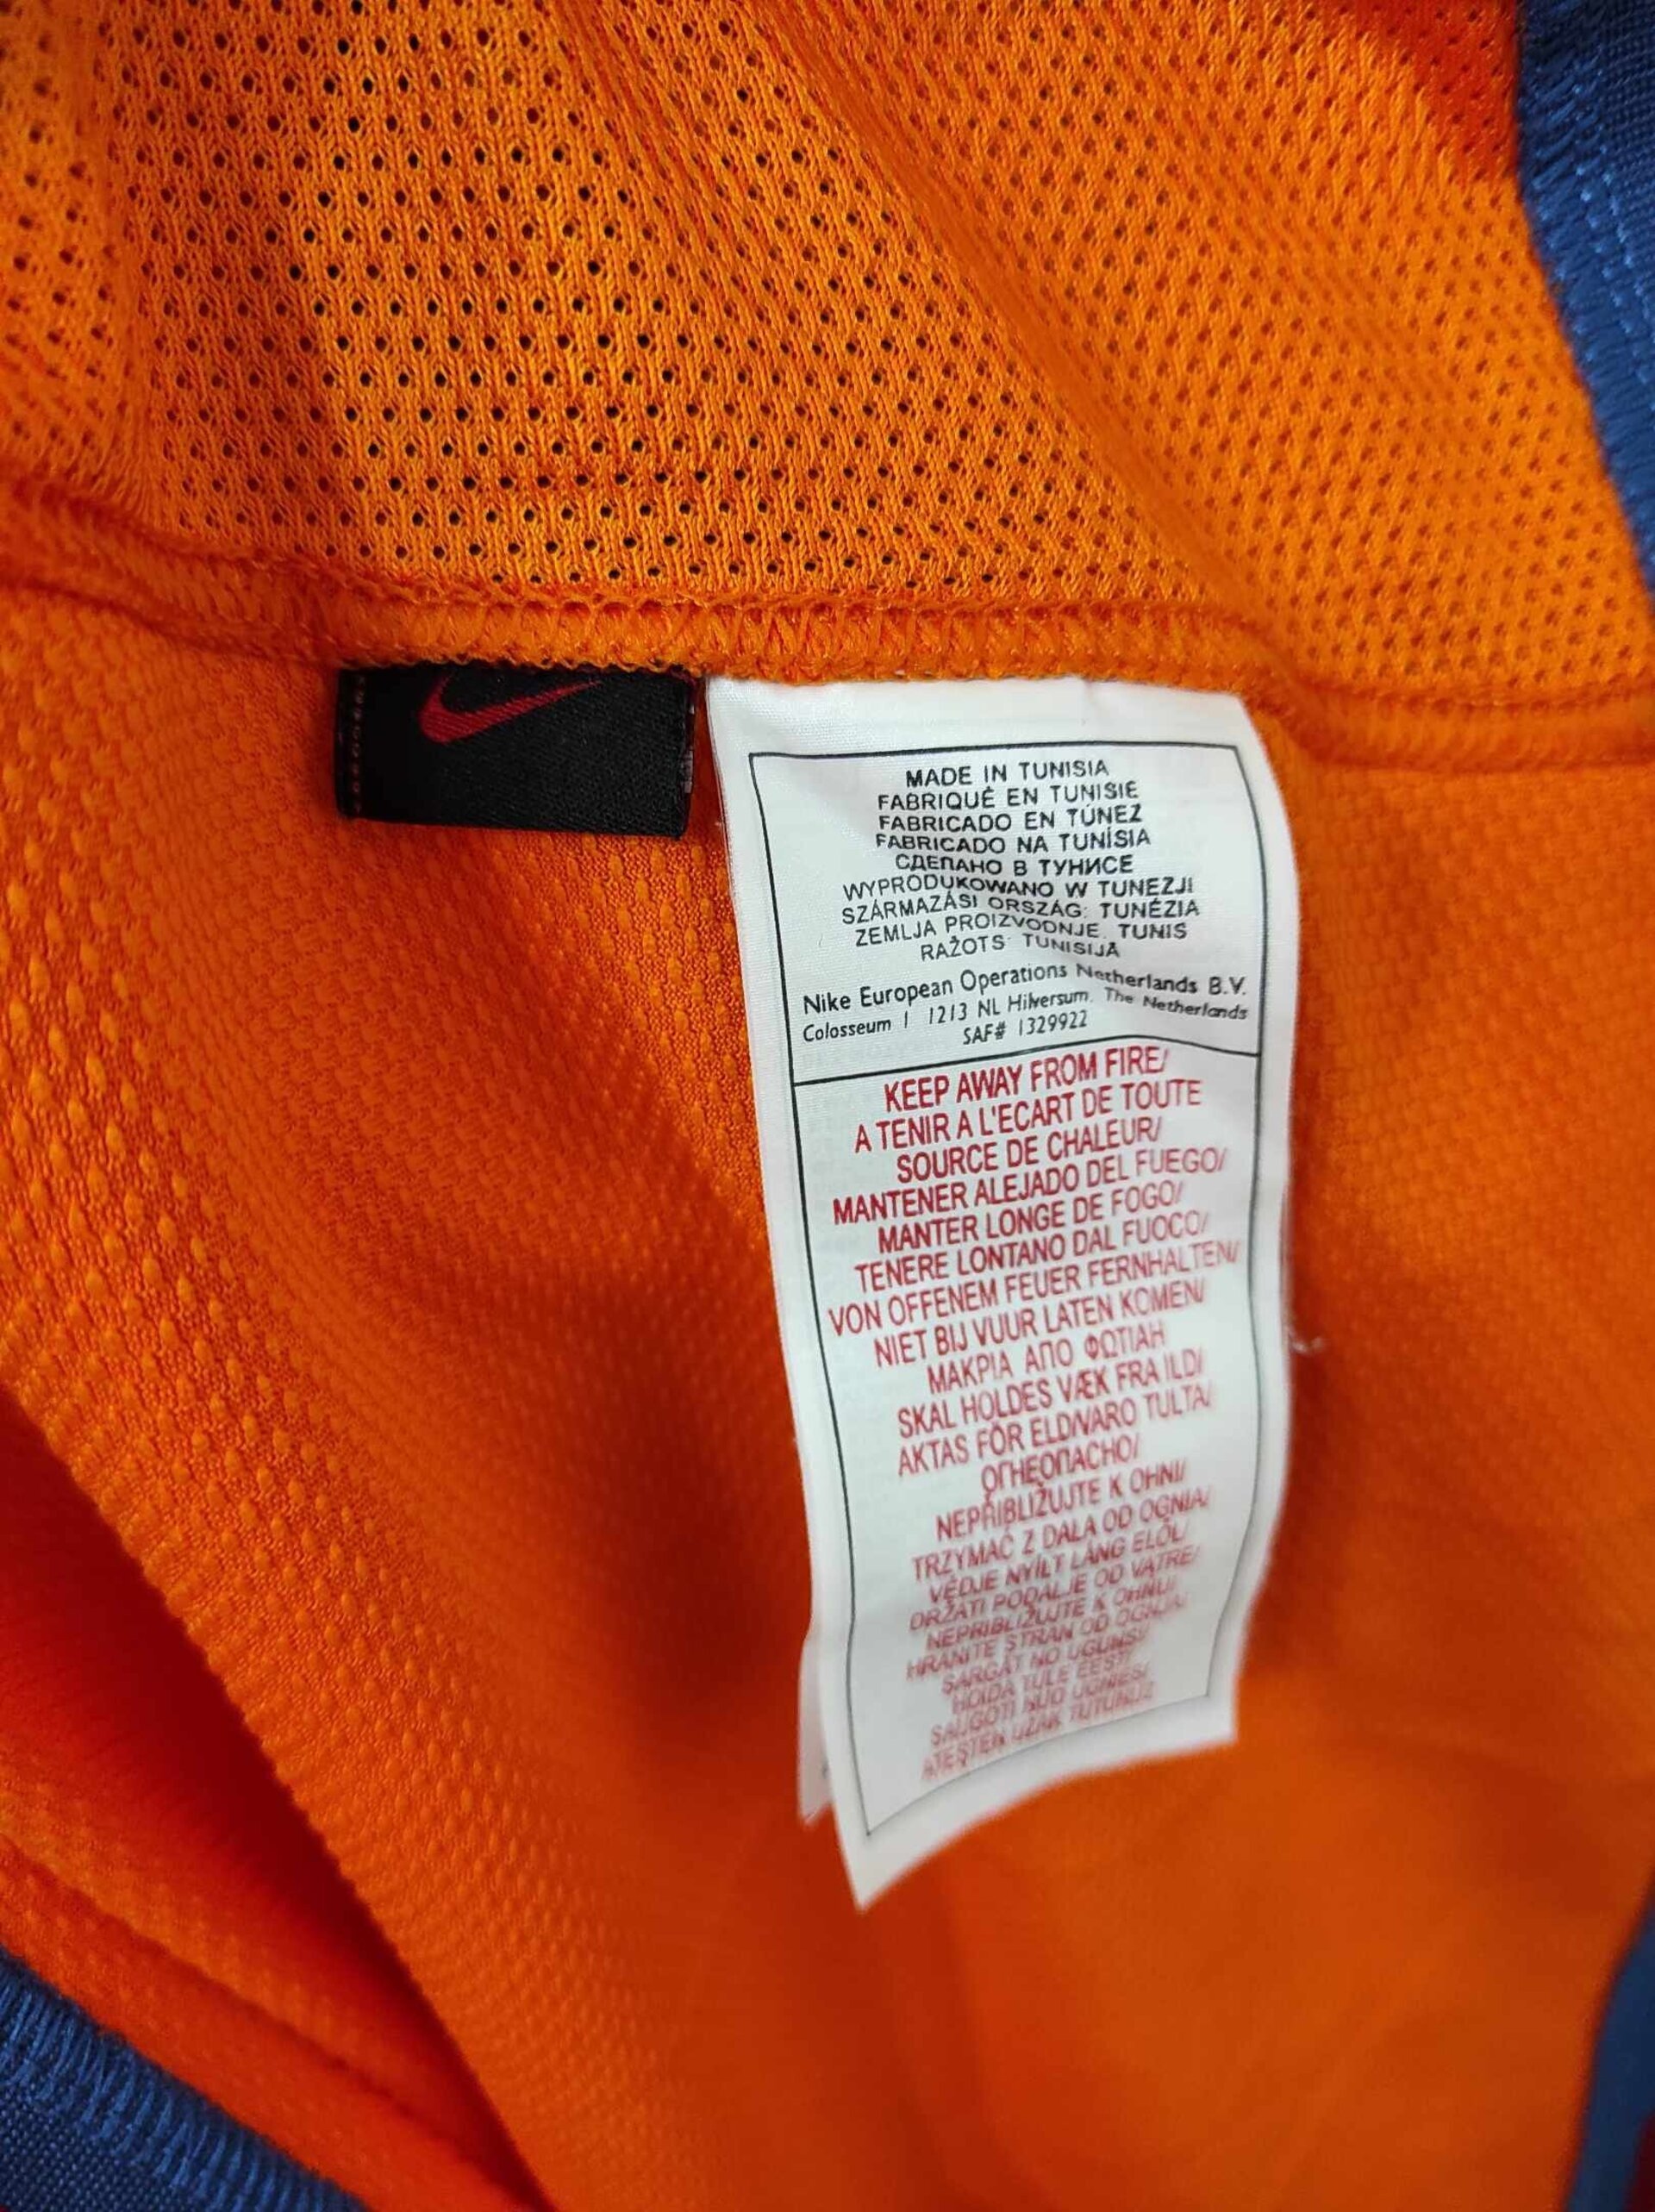 MADE IN TUNISIA
FABRIQUÉ EN TUNISIE
FABRICADO EN TÚNEZ
FABRICADO NA TUNÍSIA
СДЕЛАНО В ТУНИСЕ
WYPRODUKOWANO W TUNEZJI
SZÁRMAZÁSI ORSZÁG: TUNÉZIA
ZEMLJA PROIZVODNJE. TUNIS
RAŽOTS: TUNISIJĀ
Nike European Operations Netherlands B.V.
Colosseum 1 1213 NL Hilversum. The Netherlands
SAF# 1329922
KEEP AWAY FROM FIRE/
A TENIR A L'ECART DE TOUTE
SOURCE DE CHALEUR/
MANTENER ALEJADO DEL FUEGO/
MANTER LONGE DE FOGO/
TENERE LONTANO DAL FUOCO/
VON OFFENEM FEUER FERNHALTEN/
NIET BIJ VUUR LATEN KOMEN/
ΜΑΚΡΙΑ ΑΠΟ ΦΩΤΙΑΗ
SKAL HOLDES VÆK FRA ILD/
AKTAS FÖR ELD/VARO TULTA/
ОГНЕОПАСНО/
NEPŘIBLIŽUJTE K OHNI/
TRZYMAĆ Z DALA OD OGNIA/
VÉDJE NYÍLT LÁNG ELŐL/
DRŽATI PODALJE OD VATRE/
NEPRIBLIŽUJTE K OHŇU/
HRANITE STRAN OD OGNJA/
SARGĀT NO UGUNS/
HOIDA TULE EEST/
SAUGOTI NUO UGNIES/
ATEŞTEN UZAK TUTUNUZ